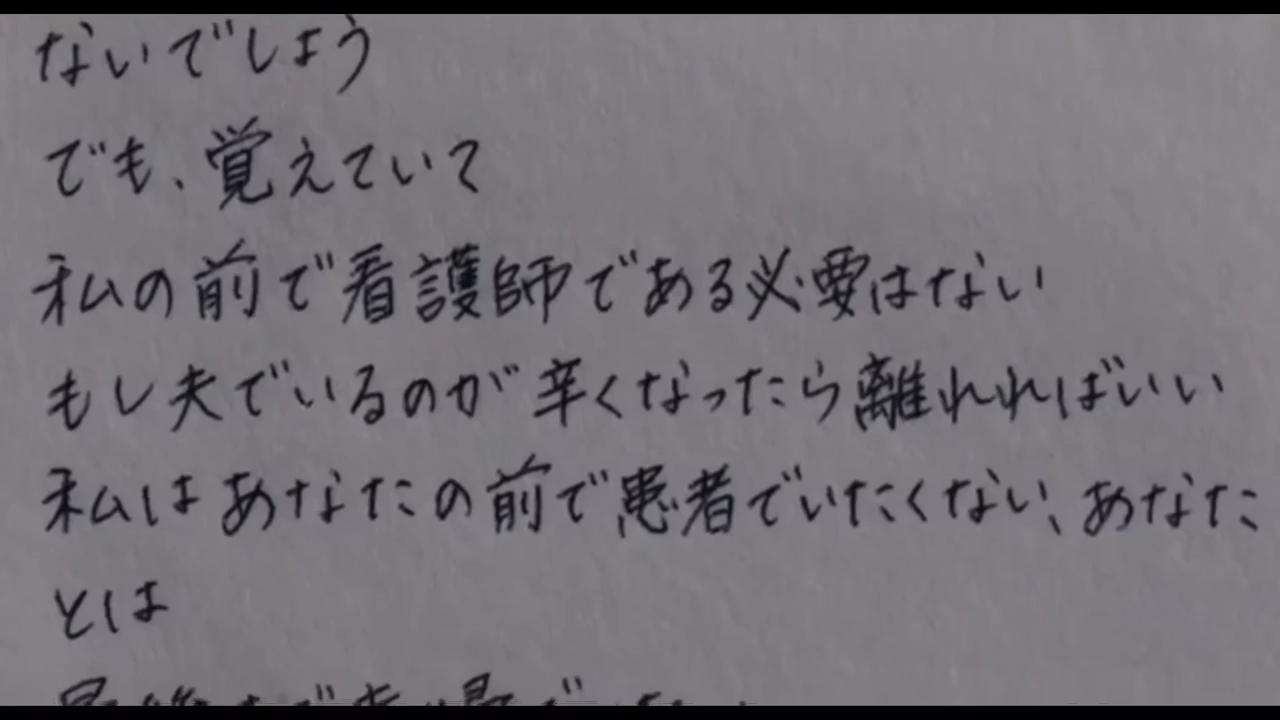 ないでしょう
でも、覚えていて
私の前で看護師である必要はない
もし夫でいるのが辛くなったら離れればいい
私はあなたの前で患者でいたくない、あなた
とは